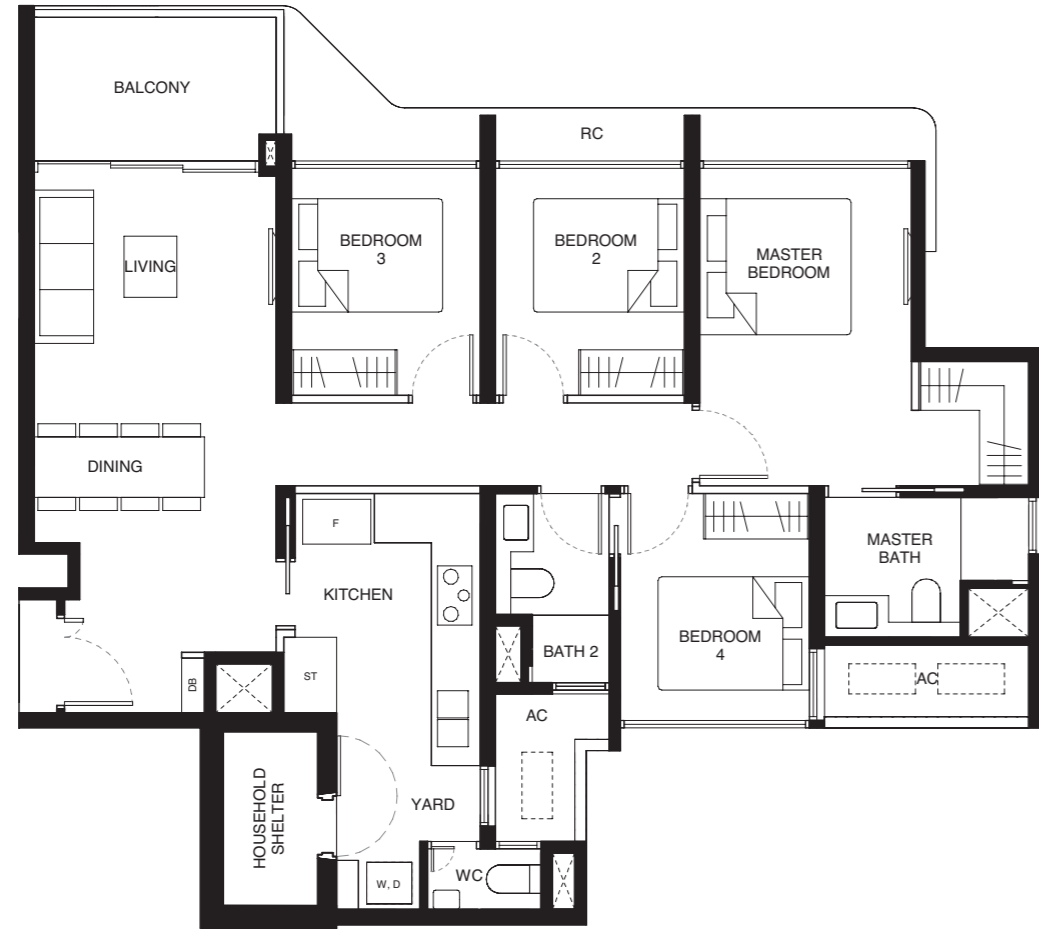 BALCONY
RC
BEDROOM
3
BEDROOM
2
MASTER
BEDROOM
LIVING
DINING
F
KITCHEN
MASTER
BATH
BEDROOM
4
BATH 2
ST
DB
AC
AC
HOUSEHOLD
SHELTER
YARD
W, D
WC